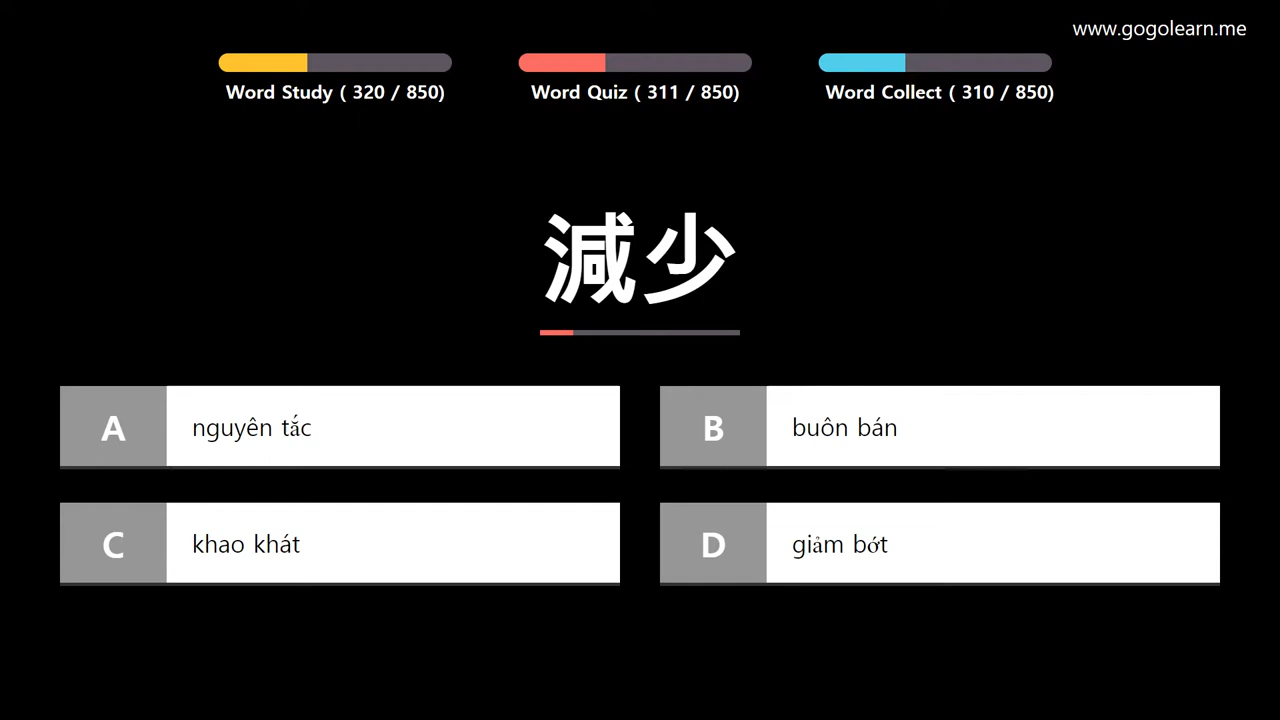 www.gogolearn.me
Word Study ( 320 / 850)
Word Quiz ( 311 / 850)
Word Collect ( 310 / 850)
減少
A nguyên tắc
B buôn bán
C khao khát
D giảm bớt